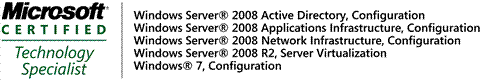 Microsoft®
CERTIFIED
Technology
Specialist
Windows Server® 2008 Active Directory, Configuration
Windows Server® 2008 Applications Infrastructure, Configuration
Windows Server® 2008 Network Infrastructure, Configuration
Windows Server® 2008 R2, Server Virtualization
Windows® 7, Configuration